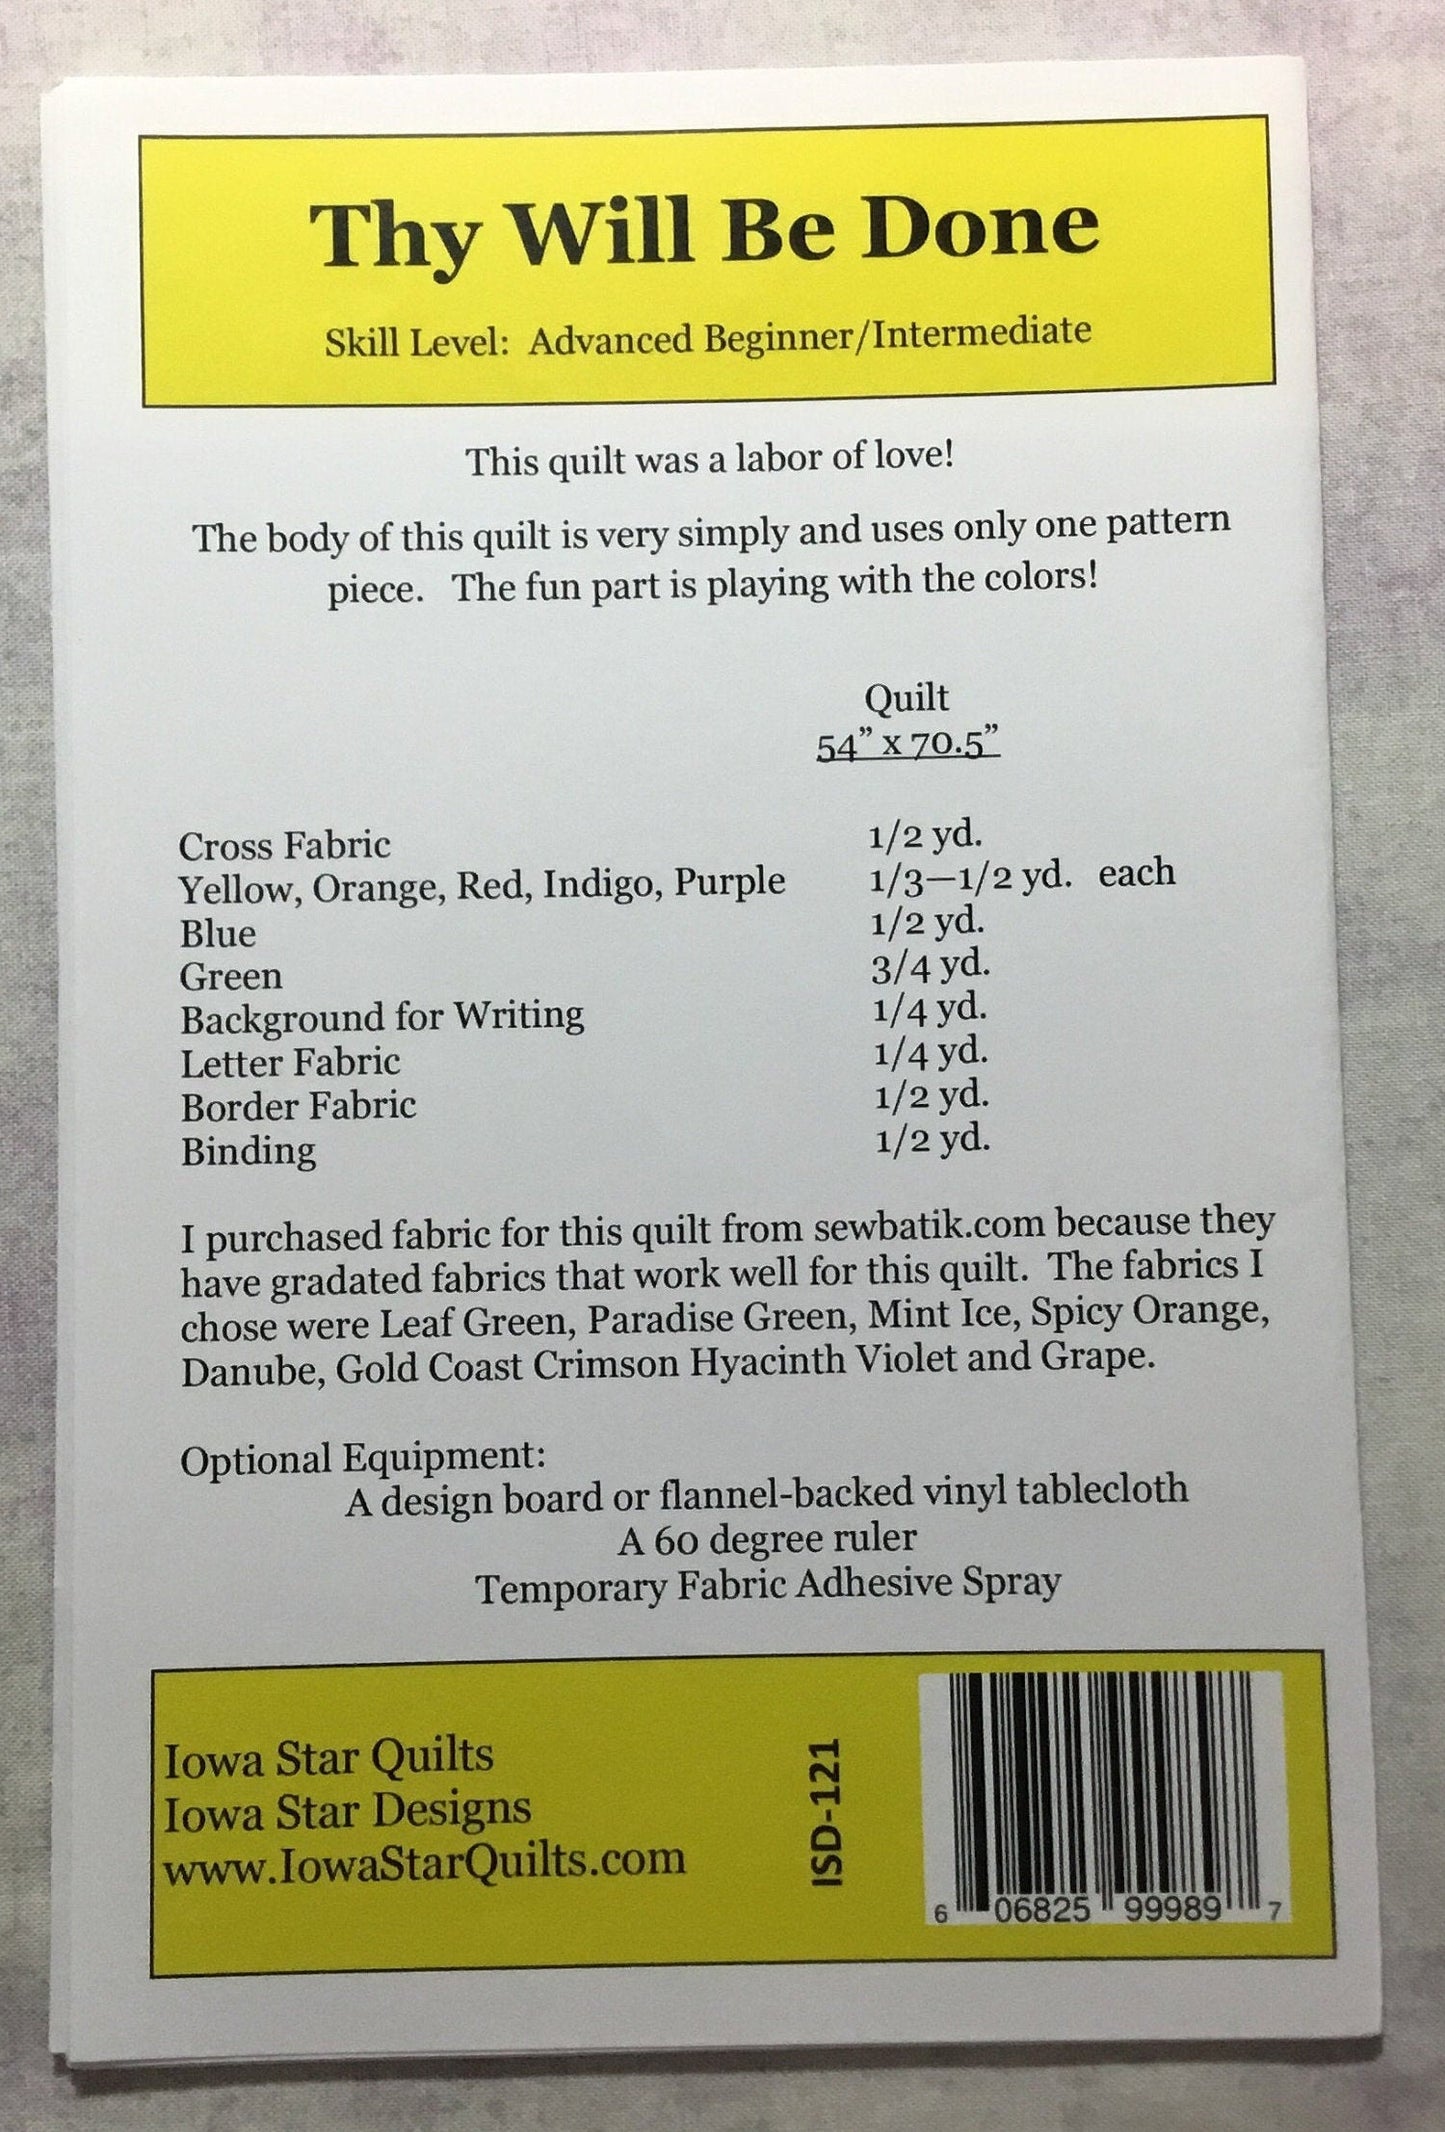 Thy Will Be Done
Skill Level:  Advanced Beginner/Intermediate
This quilt was a labor of love!
The body of this quilt is very simply and uses only one pattern
piece.   The fun part is playing with the colors!
Quilt
54” x 70.5”
Cross Fabric 1/2 yd.
Yellow, Orange, Red, Indigo, Purple 1/3—1/2 yd.  each
Blue 1/2 yd.
Green 3/4 yd.
Background for Writing 1/4 yd.
Letter Fabric 1/4 yd.
Border Fabric 1/2 yd.
Binding 1/2 yd.
I purchased fabric for this quilt from sewbatik.com because they
have gradated fabrics that work well for this quilt.  The fabrics I
chose were Leaf Green, Paradise Green, Mint Ice, Spicy Orange,
Danube, Gold Coast Crimson Hyacinth Violet and Grape.
Optional Equipment:
A design board or flannel-backed vinyl tablecloth
A 60 degree ruler
Temporary Fabric Adhesive Spray
Iowa Star Quilts
Iowa Star Designs
www.IowaStarQuilts.com
ISD-121
6 06825 99989 7